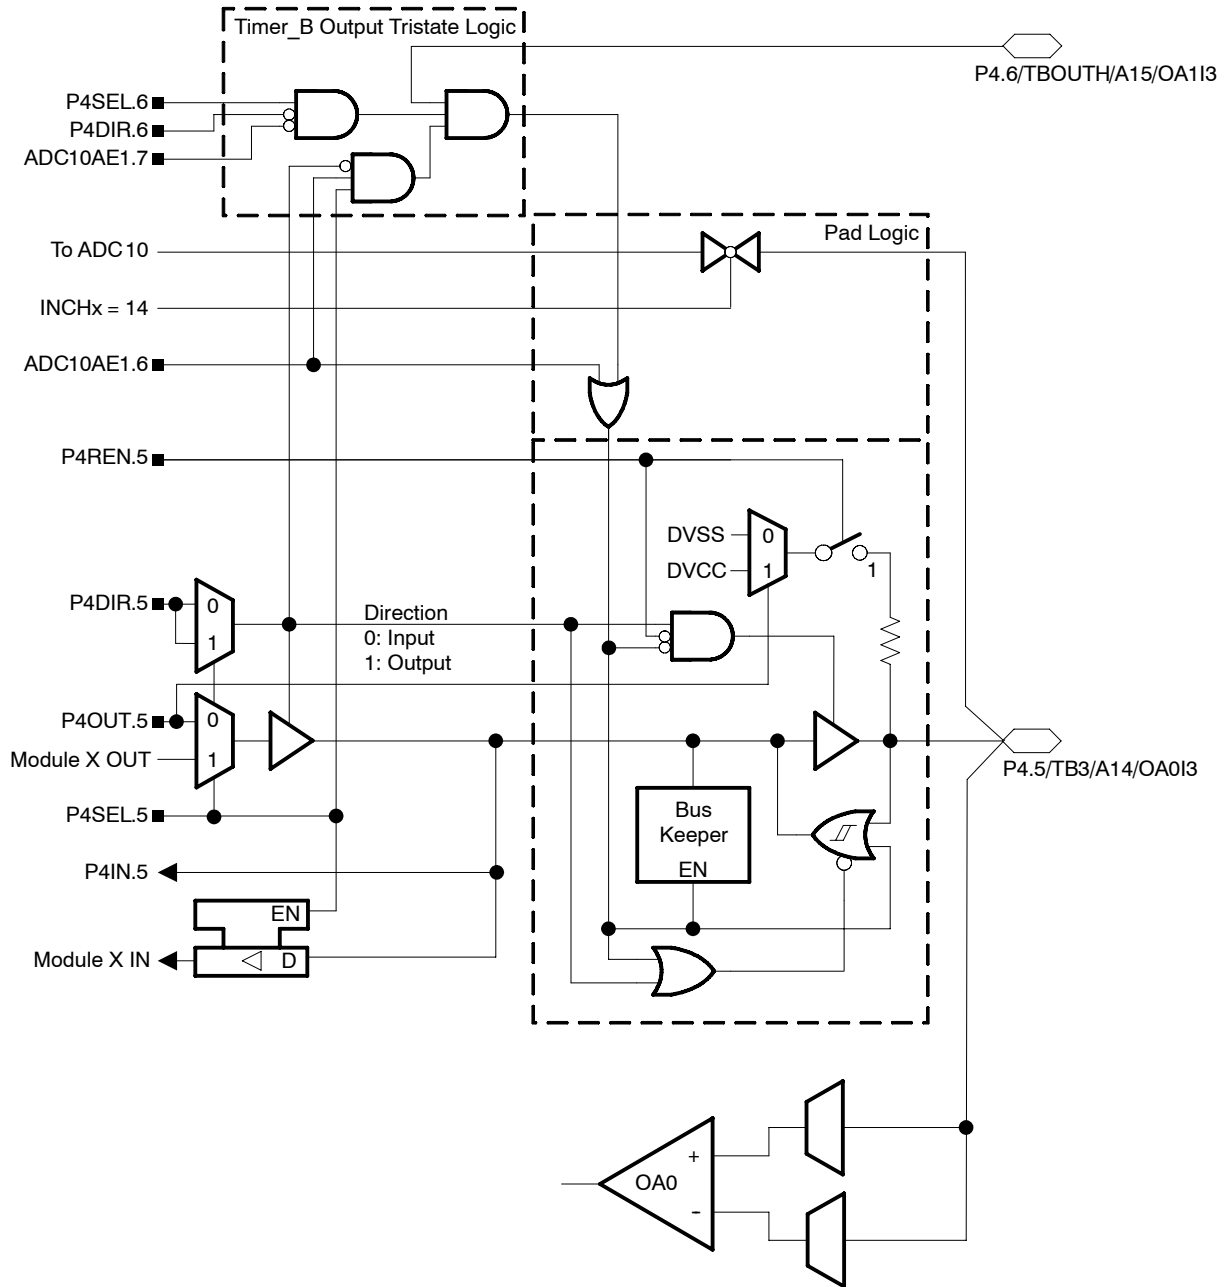 Timer_B Output Tristate Logic
P4.6/TBOUTH/A15/OA1I3
P4SEL.6
P4DIR.6
ADC10AE1.7
Pad Logic
To ADC10
INCHx = 14
ADC10AE1.6
P4REN.5
DVSS
0
DVCC
1
1
P4DIR.5
0
1
Direction
0: Input
1: Output
P4OUT.5
0
Module X OUT
1
P4.5/TB3/A14/OA0I3
P4SEL.5
Bus
Keeper
EN
P4IN.5
EN
Module X IN
D
+
OA0
-